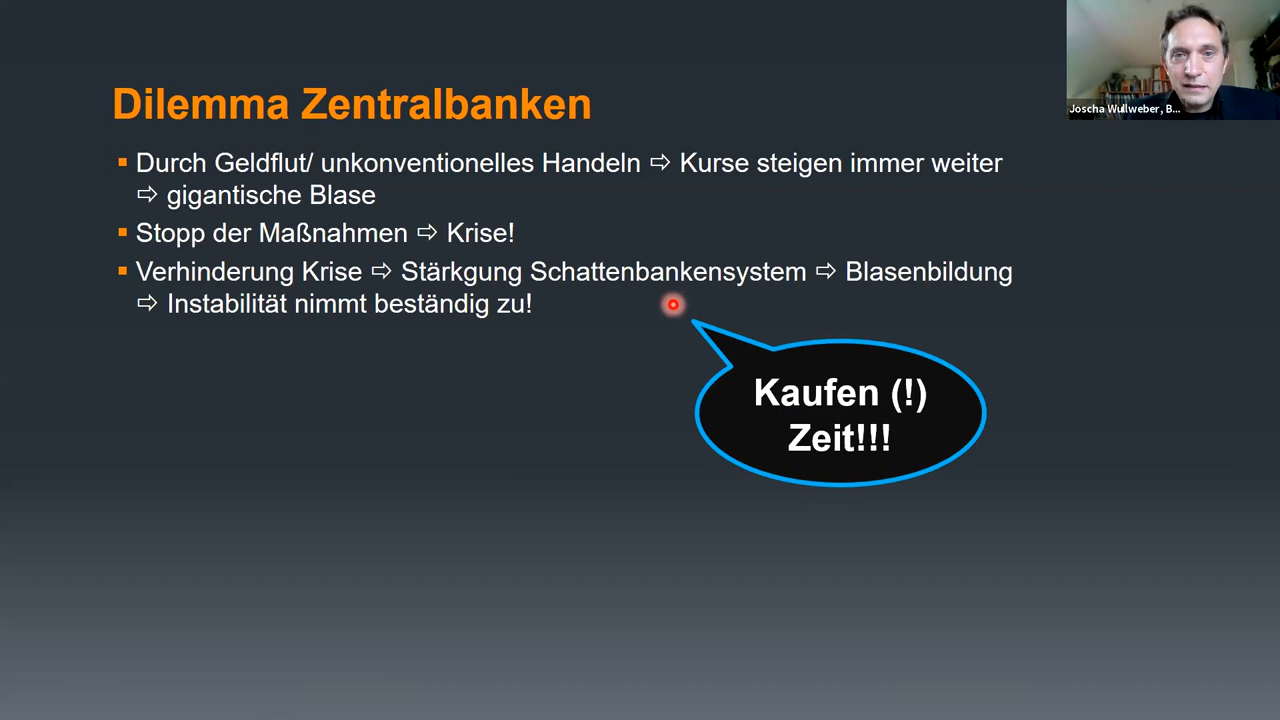 Dilemma Zentralbanken
▪ Durch Geldflut/ unkonventionelles Handeln ⇨ Kurse steigen immer weiter
⇨ gigantische Blase
▪ Stopp der Maßnahmen ⇨ Krise!
▪ Verhinderung Krise ⇨ Stärkgung Schattenbankensystem ⇨ Blasenbildung
⇨ Instabilität nimmt beständig zu!
Kaufen (!)
Zeit!!!
Joscha Wullweber, B...